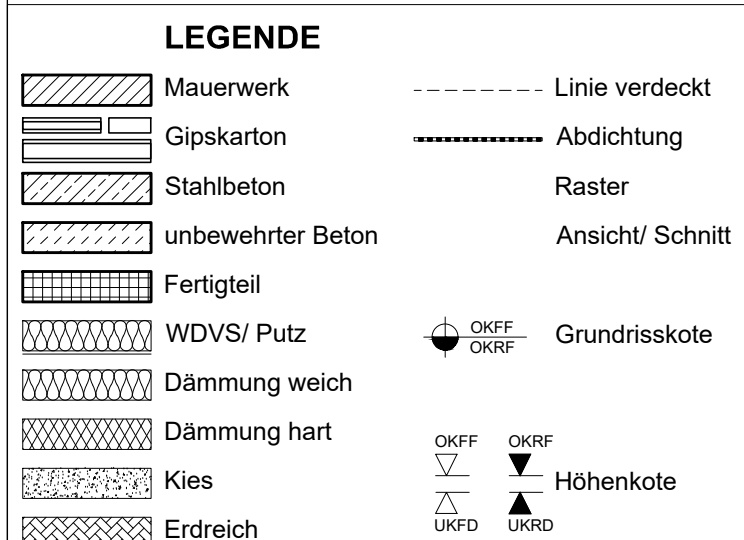 LEGENDE
Mauerwerk
Gipskarton
Stahlbeton
unbewehrter Beton
Fertigteil
WDVS/ Putz
Dämmung weich
Dämmung hart
Kies
Erdreich
Linie verdeckt
Abdichtung
Raster
Ansicht/ Schnitt
OKFF
OKRF
Grundrisskote
OKFF OKRF
Höhenkote
UKFD UKRD